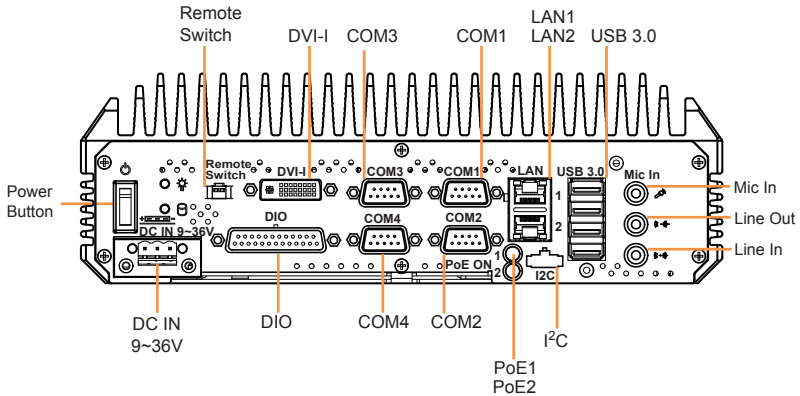 Remote
Switch
DVI-I
COM3
COM1
LAN1
LAN2
USB 3.0
Power
Button
Remote
Switch
DVI-I
COM3
COM1
LAN
USB 3.0
Mic In
1
2
DC IN 9~36V
DIO
COM4
COM2
PoE ON
1
2
I2C
Mic In
Line Out
Line In
DC IN
9~36V
DIO
COM4
COM2
I²C
PoE1
PoE2